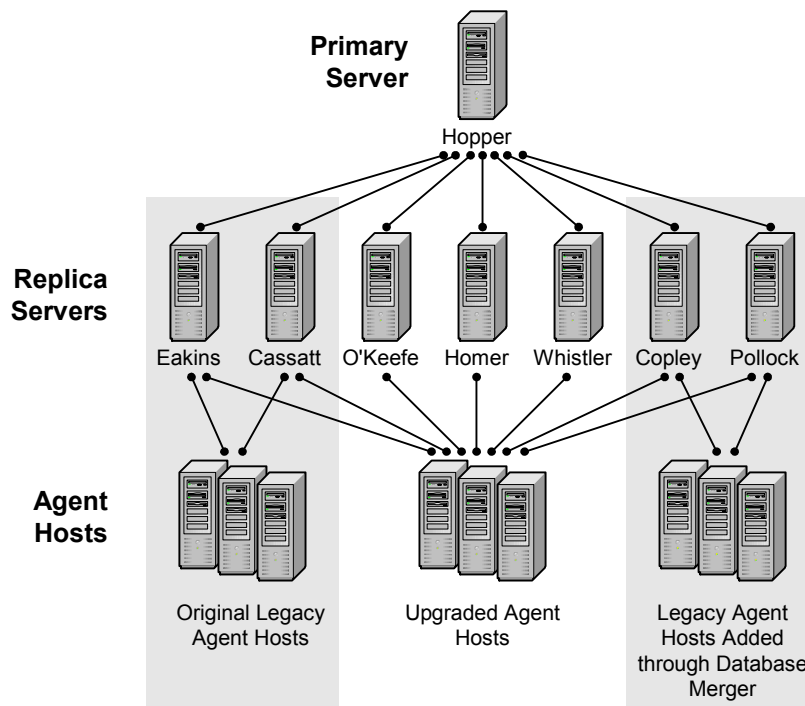 Primary
Server
Hopper
Replica
Servers
Eakins
Cassatt
O'Keefe
Homer
Whistler
Copley
Pollock
Agent
Hosts
Original Legacy
Agent Hosts
Upgraded Agent
Hosts
Legacy Agent
Hosts Added
through Database
Merger